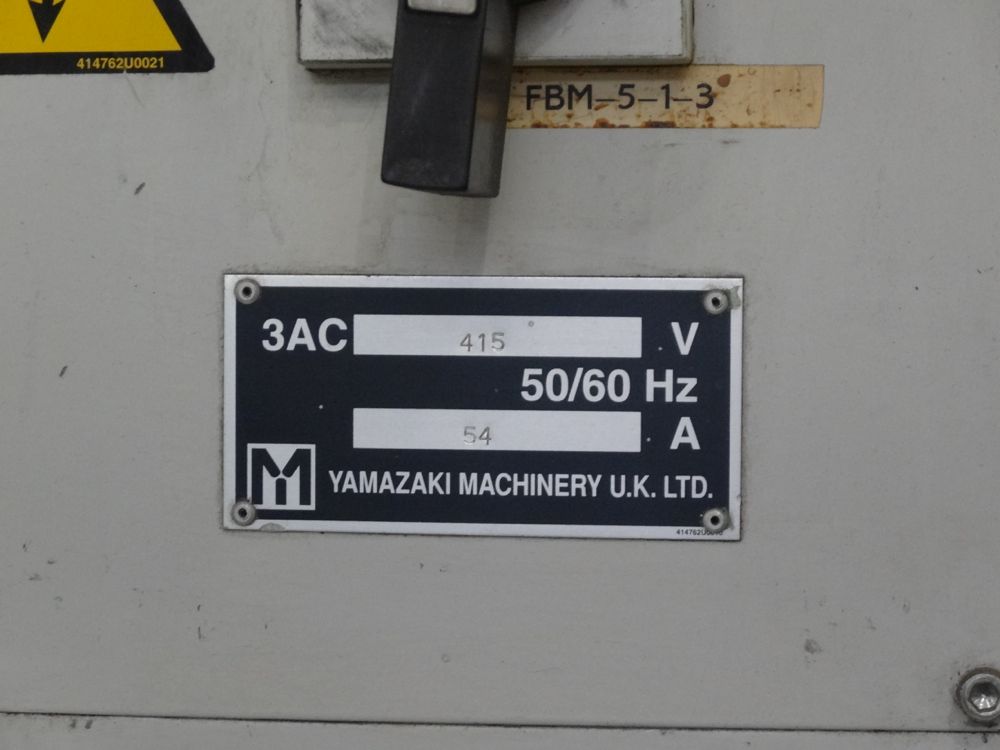 414762U0021
FBM-5-1-3
3AC 415 V
50/60 Hz
54 A
M YAMAZAKI MACHINERY U.K. LTD.